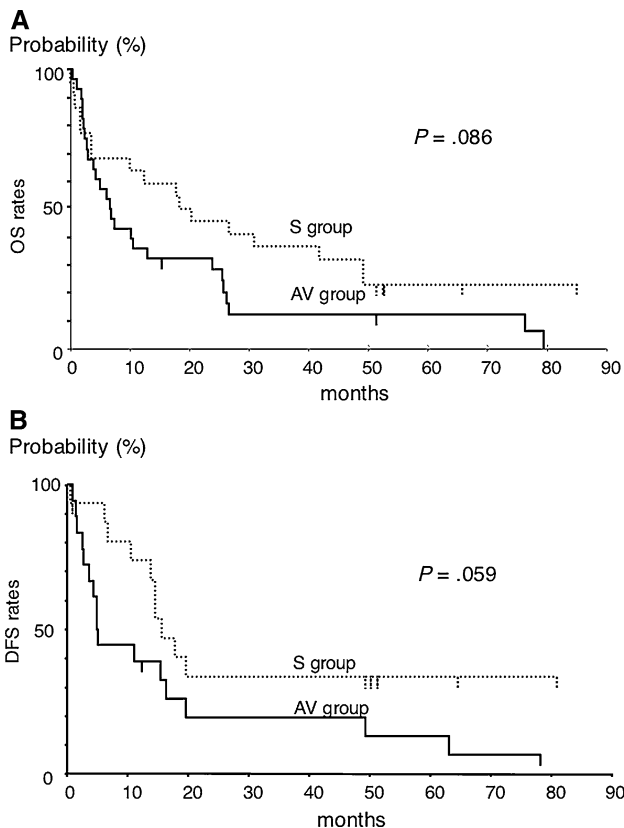 A
Probability (%)
100
50
0
OS rates
P = .086
S group
AV group
0 10 20 30 40 50 60 70 80 90
months
B
Probability (%)
100
50
0
DFS rates
P = .059
S group
AV group
0 10 20 30 40 50 60 70 80 90
months